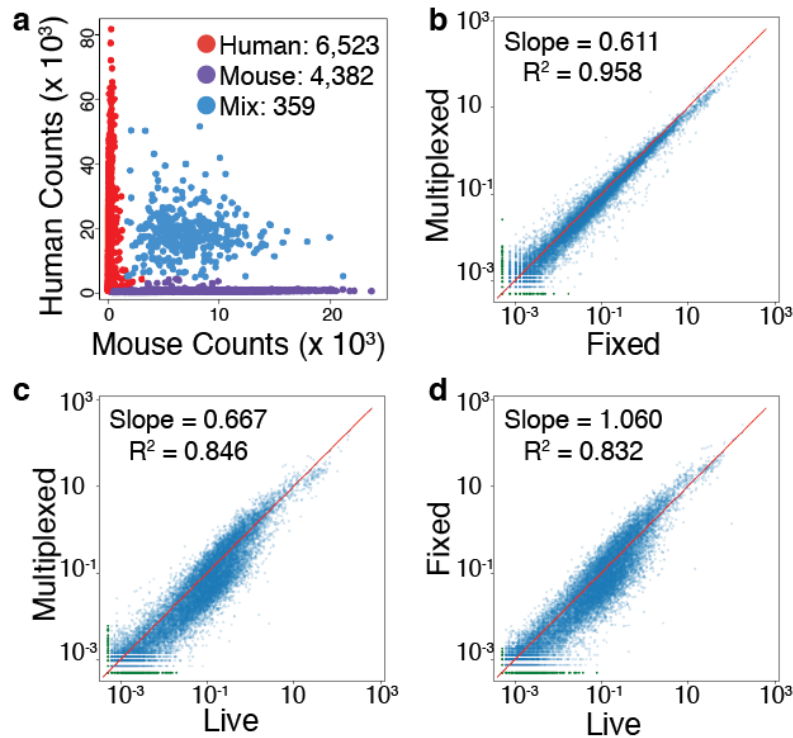 a
Human Counts (x 10³)
80
60
40
20
0
Human: 6,523
Mouse: 4,382
Mix: 359
0
10
20
Mouse Counts (x 10³)
b
Multiplexed
10³
10
10⁻¹
10⁻³
Slope = 0.611
R² = 0.958
10⁻³
10⁻¹
10
10³
Fixed
c
Multiplexed
10³
10
10⁻¹
10⁻³
Slope = 0.667
R² = 0.846
10⁻³
10⁻¹
10
10³
Live
d
Fixed
10³
10
10⁻¹
10⁻³
Slope = 1.060
R² = 0.832
10⁻³
10⁻¹
10
10³
Live